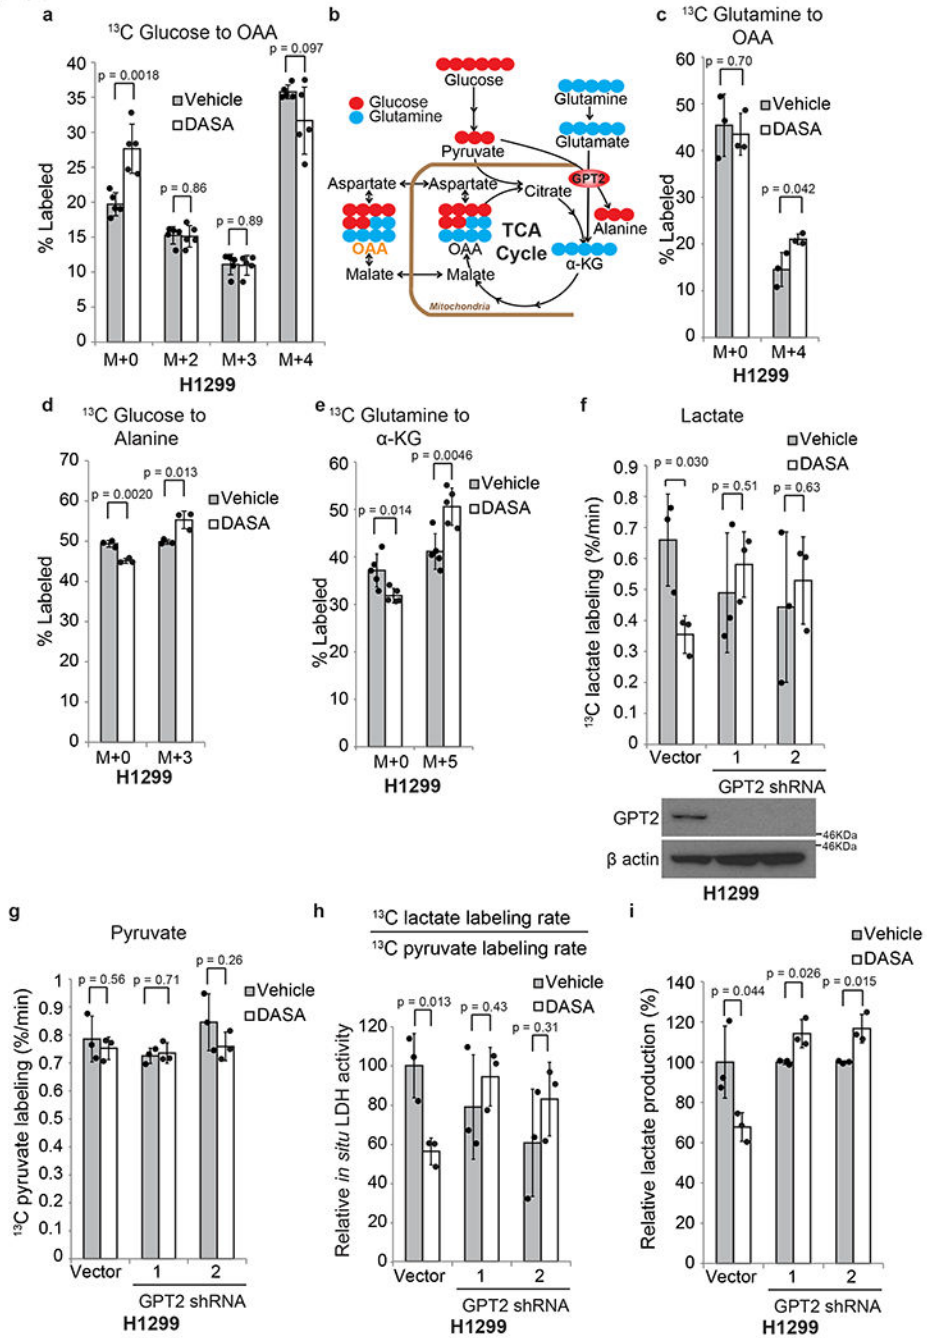 a
¹³C Glucose to OAA
p = 0.0018
p = 0.86
p = 0.89
p = 0.097
Vehicle
DASA
% Labeled
40
35
30
25
20
15
10
5
0
M+0 M+2 M+3 M+4
H1299
b
Glucose
Glutamine
Glucose
Glutamine
Glutamate
Pyruvate
GPT2
Aspartate
Aspartate
Citrate
Alanine
TCA
Cycle
OAA
OAA
α-KG
Malate
Malate
Mitochondria
c
¹³C Glutamine to
OAA
p = 0.70
Vehicle
DASA
p = 0.042
% Labeled
60
50
40
30
20
10
0
M+0 M+4
H1299
d
¹³C Glucose to
Alanine
p = 0.013
p = 0.0020
Vehicle
DASA
% Labeled
70
60
50
40
30
20
10
0
M+0 M+3
H1299
e
¹³C Glutamine to
α-KG
p = 0.0046
p = 0.014
Vehicle
DASA
% Labeled
60
50
40
30
20
10
0
M+0 M+5
H1299
f
Lactate
Vehicle
DASA
p = 0.030
p = 0.51
p = 0.63
¹³C lactate labeling (%/min)
0.9
0.8
0.7
0.6
0.5
0.4
0.3
0.2
0.1
0
Vector 1 2
GPT2 shRNA
GPT2
46KDa
46KDa
β actin
H1299
g
Pyruvate
p = 0.56
p = 0.71
p = 0.26
Vehicle
DASA
¹³C pyruvate labeling (%/min)
1
0.9
0.8
0.7
0.6
0.5
0.4
0.3
0.2
0.1
0
Vector 1 2
GPT2 shRNA
H1299
h
¹³C lactate labeling rate
¹³C pyruvate labeling rate
Vehicle
DASA
p = 0.013
p = 0.43
p = 0.31
Relative in situ LDH activity
120
100
80
60
40
20
0
Vector 1 2
GPT2 shRNA
H1299
i
Vehicle
DASA
p = 0.044
p = 0.026
p = 0.015
Relative lactate production (%)
140
120
100
80
60
40
20
0
Vector 1 2
GPT2 shRNA
H1299